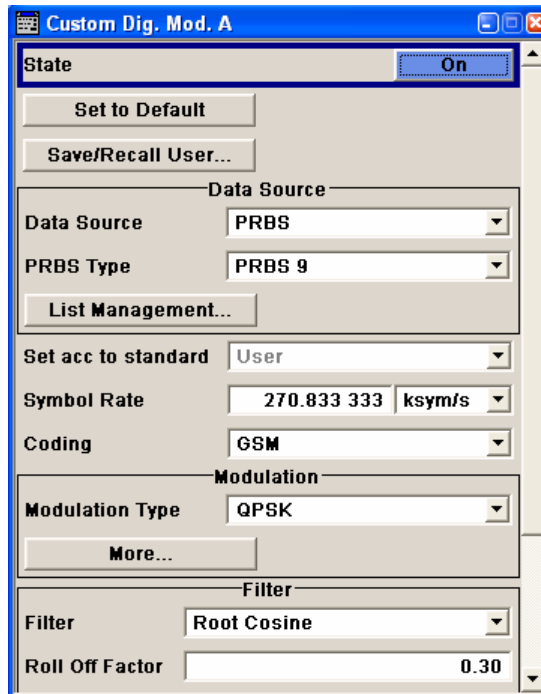 Custom Dig. Mod. A
State On
Set to Default
Save/Recall User...
Data Source
Data Source PRBS
PRBS Type PRBS 9
List Management...
Set acc to standard User
Symbol Rate 270.833 333 ksym/s
Coding GSM
Modulation
Modulation Type QPSK
More...
Filter
Filter Root Cosine
Roll Off Factor 0.30